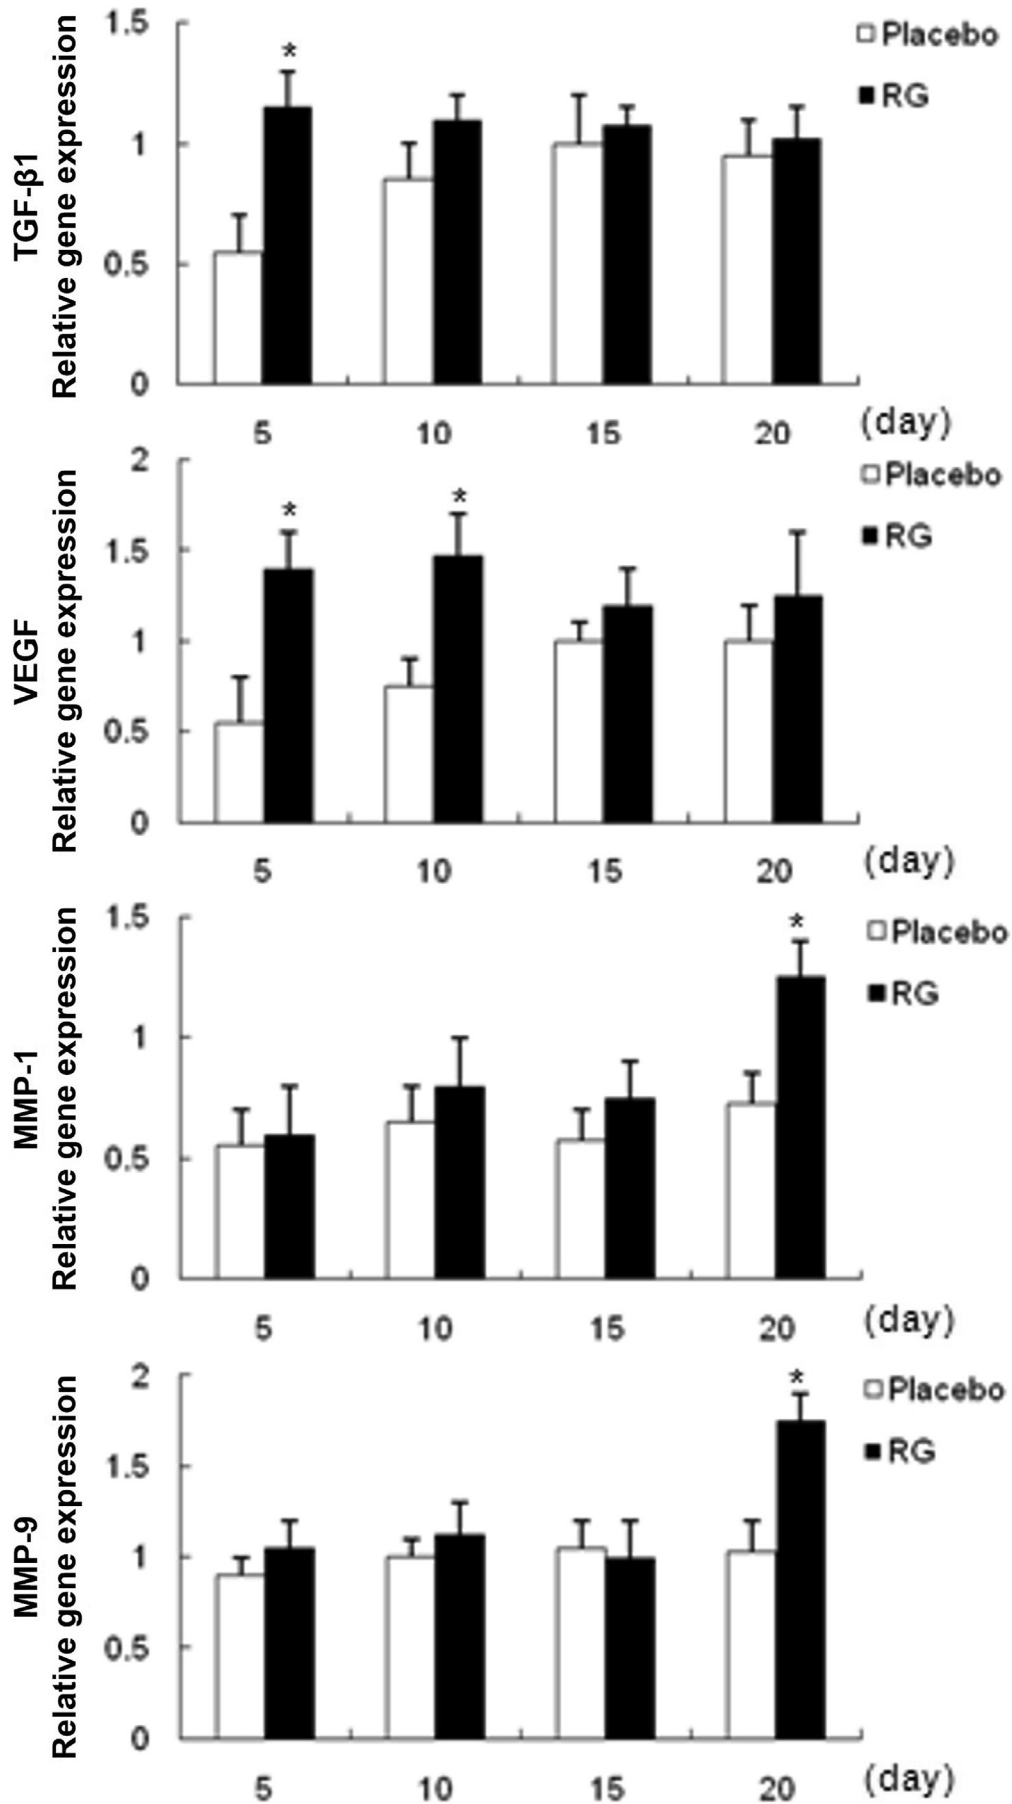 TGF-β1
Relative gene expression
1.5
1
0.5
0
*
Placebo
RG
5 10 15 20 (day)
VEGF
Relative gene expression
2
1.5
1
0.5
0
* *
Placebo
RG
5 10 15 20 (day)
MMP-1
Relative gene expression
1.5
1
0.5
0
*
Placebo
RG
5 10 15 20 (day)
MMP-9
Relative gene expression
2
1.5
1
0.5
0
*
Placebo
RG
5 10 15 20 (day)